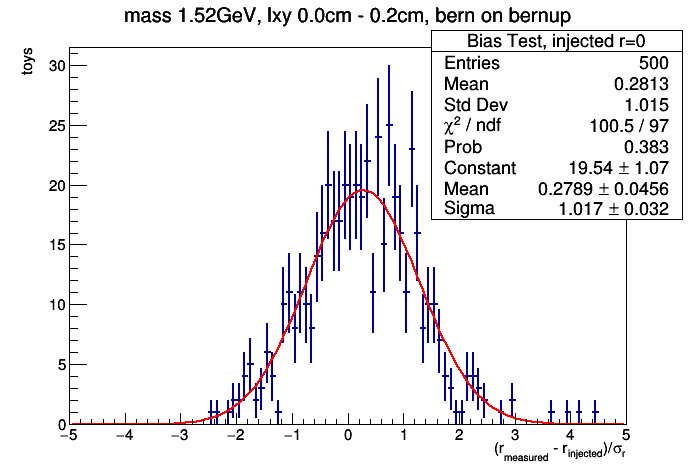 mass 1.52GeV, lxy 0.0cm - 0.2cm, bern on bernup
Bias Test, injected r=0
Entries 500
Mean 0.2813
Std Dev 1.015
χ² / ndf 100.5 / 97
Prob 0.383
Constant 19.54 ± 1.07
Mean 0.2789 ± 0.0456
Sigma 1.017 ± 0.032
toys
30
25
20
15
10
5
0
−5 −4 −3 −2 −1 0 1 2 3 4 5
(r_measured - r_injected)/σ_r